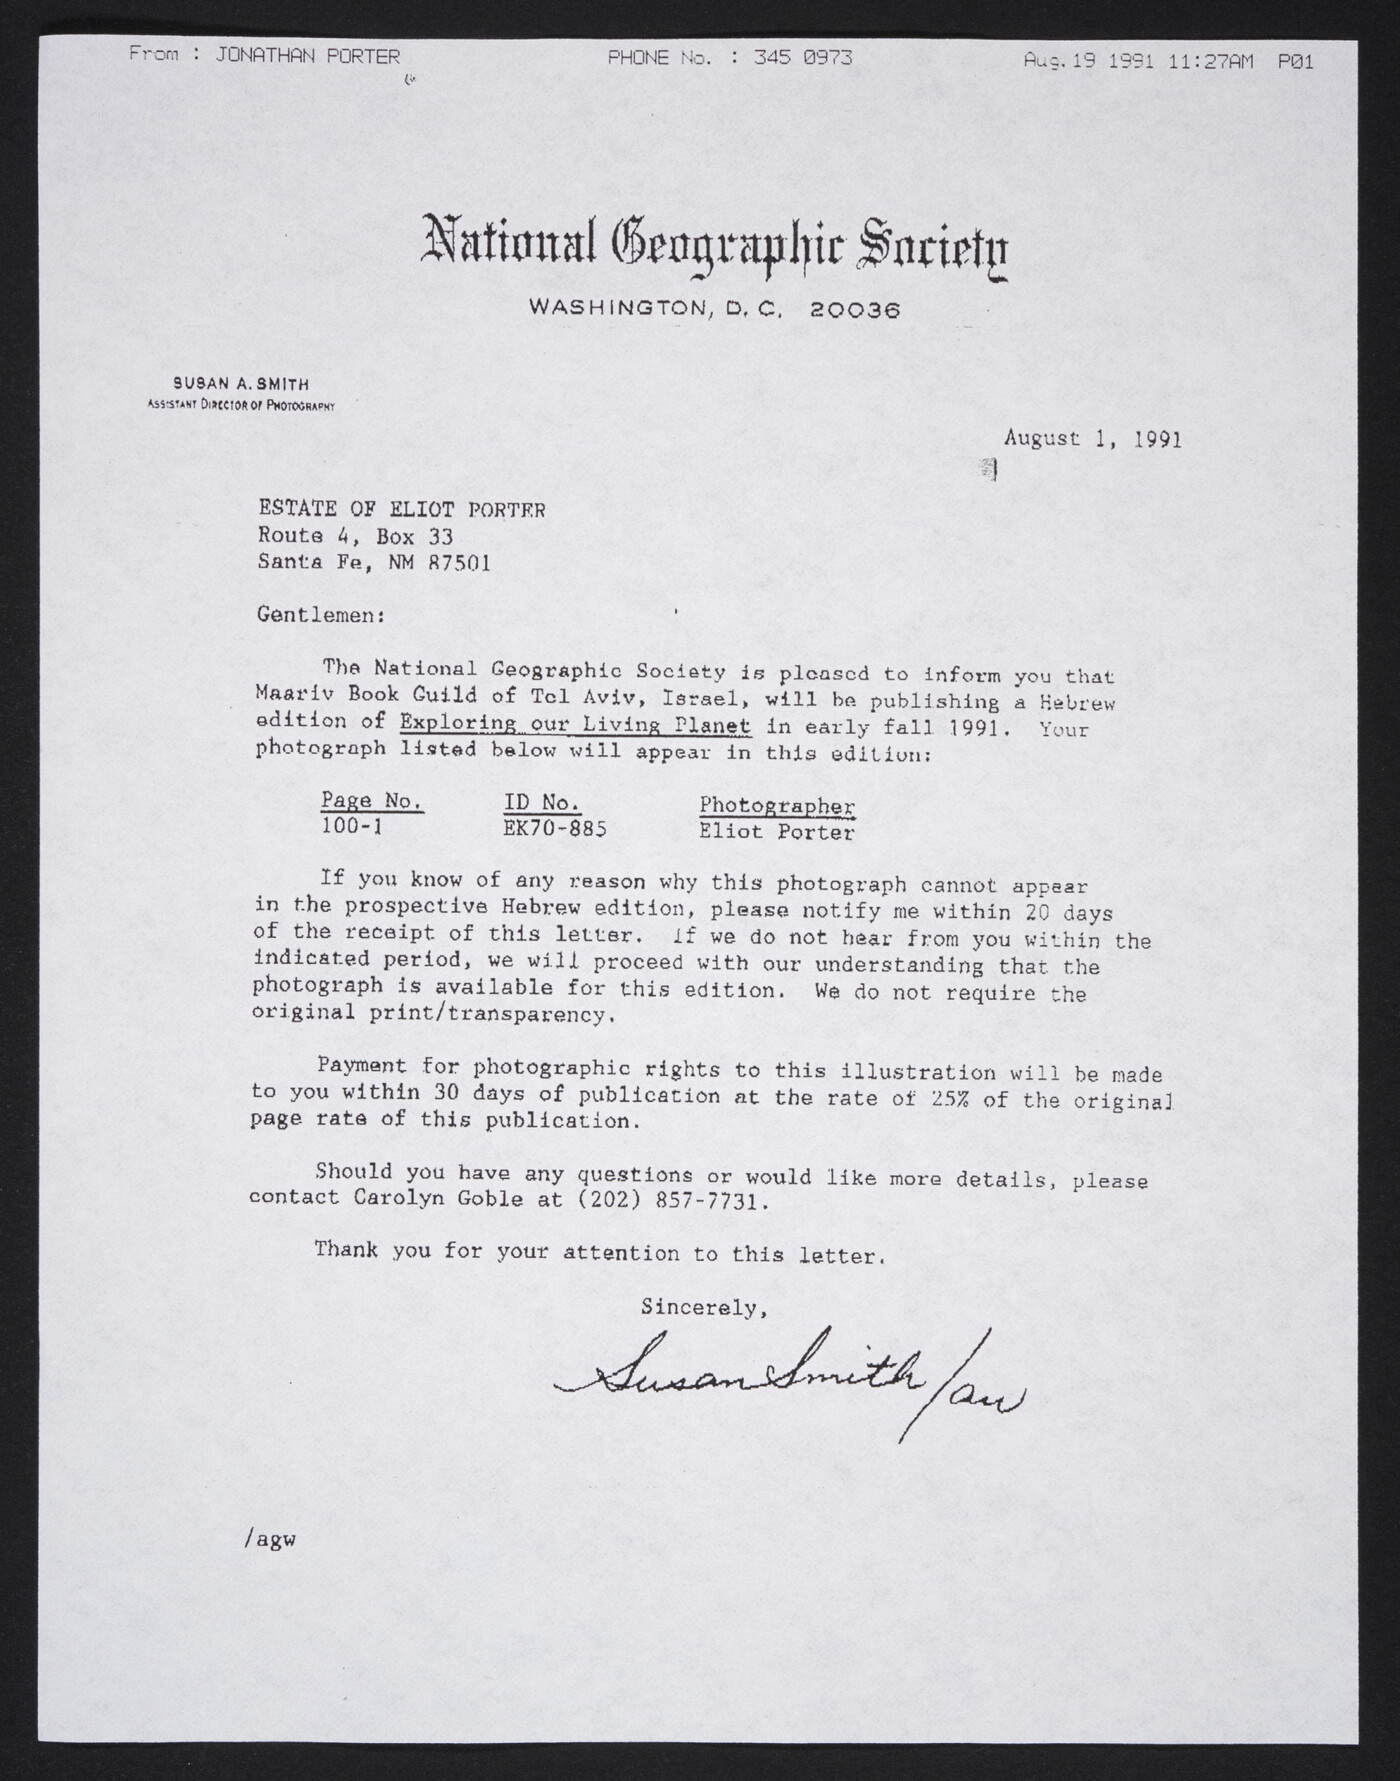 From : JONATHAN PORTER PHONE No. : 345 0973 Aug.19 1991 11:27AM P01
National Geographic Society
WASHINGTON, D. C. 20036
SUSAN A. SMITH
ASSISTANT DIRECTOR OF PHOTOGRAPHY
August 1, 1991
ESTATE OF ELIOT PORTER
Route 4, Box 33
Santa Fe, NM 87501
Gentlemen:
The National Geographic Society is pleased to inform you that
Maariv Book Guild of Tel Aviv, Israel, will be publishing a Hebrew
edition of Exploring our Living Planet in early fall 1991. Your
photograph listed below will appear in this edition:
Page No. ID No. Photographer
100-1 EK70-885 Eliot Porter
If you know of any reason why this photograph cannot appear
in the prospective Hebrew edition, please notify me within 20 days
of the receipt of this letter. If we do not hear from you within the
indicated period, we will proceed with our understanding that the
photograph is available for this edition. We do not require the
original print/transparency.
Payment for photographic rights to this illustration will be made
to you within 30 days of publication at the rate of 25% of the original
page rate of this publication.
Should you have any questions or would like more details, please
contact Carolyn Goble at (202) 857-7731.
Thank you for your attention to this letter.
Sincerely,
Susan Smith/aw
/agw